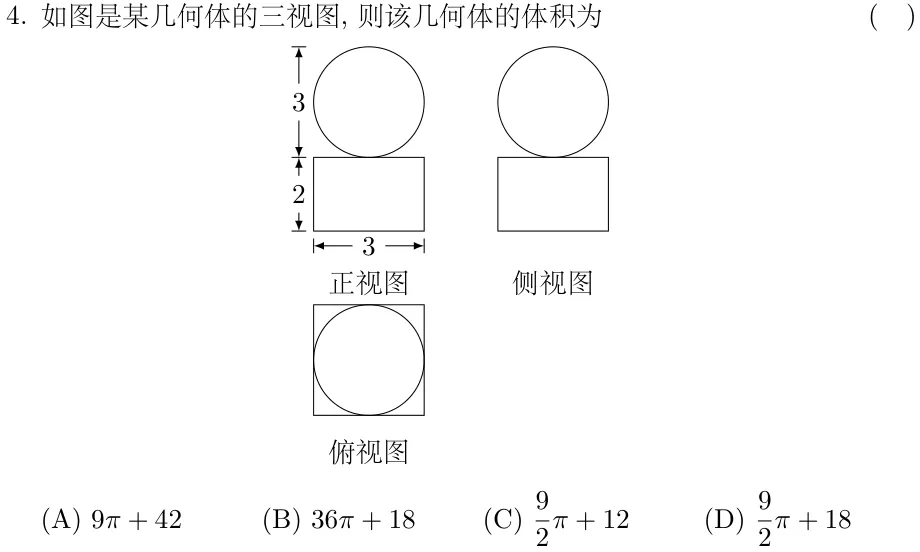 4. 如图是某几何体的三视图, 则该几何体的体积为 ( )
3
2
3
正视图 侧视图
俯视图
(A) 9π + 42 (B) 36π + 18 (C) 9/2 π + 12 (D) 9/2 π + 18